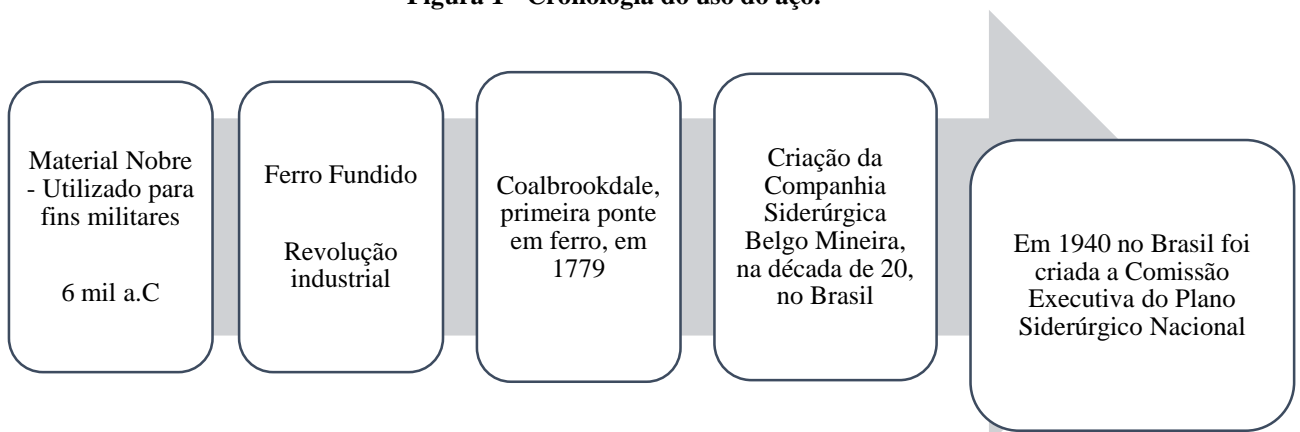 Figura 1 - Cronologia do uso do aço.
Material Nobre
- Utilizado para
fins militares
6 mil a.C
Ferro Fundido
Revolução
industrial
Coalbrookdale,
primeira ponte
em ferro, em
1779
Criação da
Companhia
Siderúrgica
Belgo Mineira,
na década de 20,
no Brasil
Em 1940 no Brasil foi
criada a Comissão
Executiva do Plano
Siderúrgico Nacional